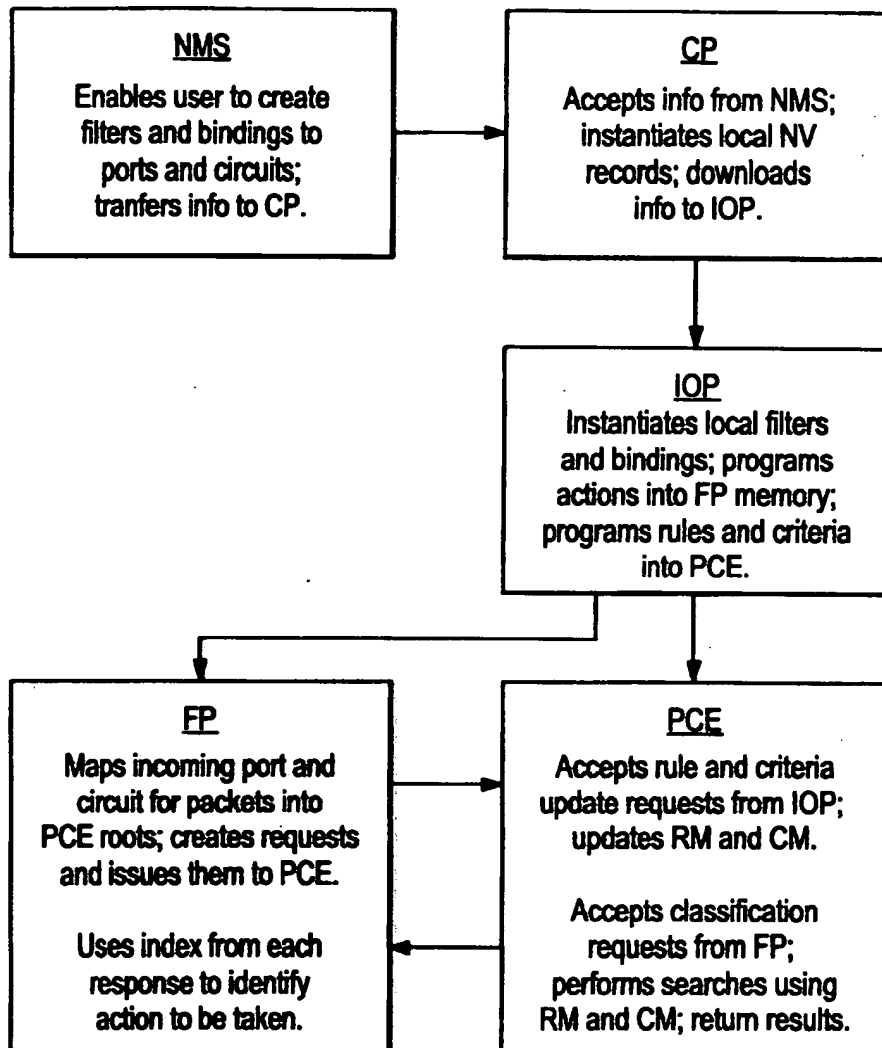 NMS
Enables user to create
filters and bindings to
ports and circuits;
tranfers info to CP.
CP
Accepts info from NMS;
instantiates local NV
records; downloads
info to IOP.
IOP
Instantiates local filters
and bindings; programs
actions into FP memory;
programs rules and criteria
into PCE.
FP
Maps incoming port and
circuit for packets into
PCE roots; creates requests
and issues them to PCE.
Uses index from each
response to identify
action to be taken.
PCE
Accepts rule and criteria
update requests from IOP;
updates RM and CM.
Accepts classification
requests from FP;
performs searches using
RM and CM; return results.